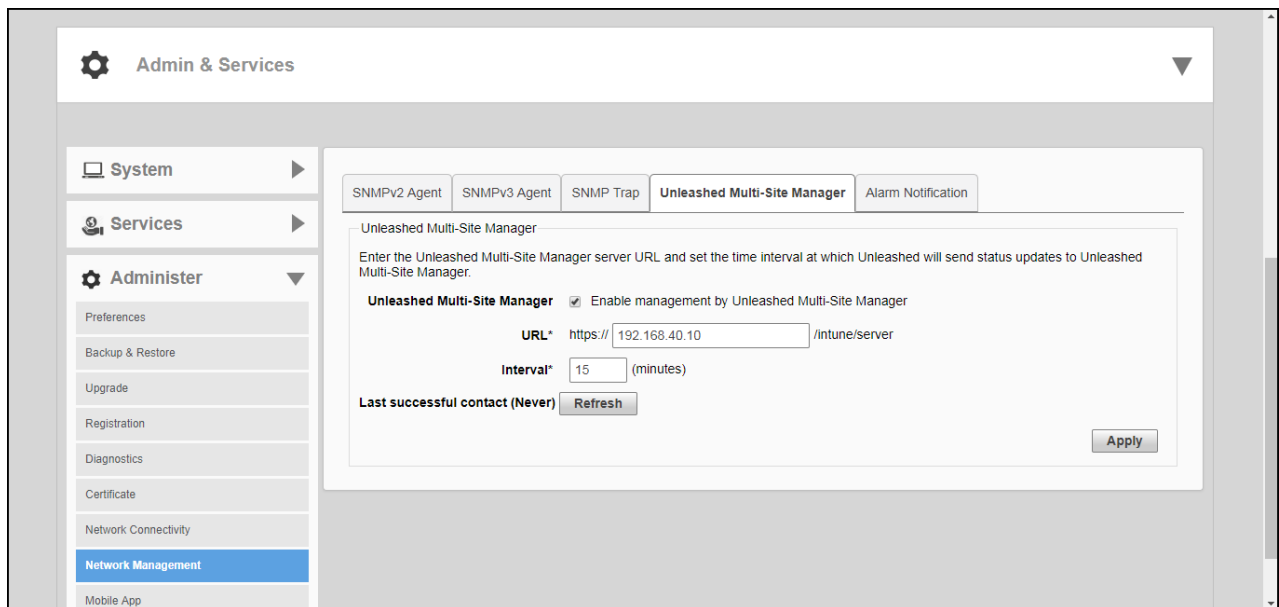 Admin & Services
System
Services
Administer
Preferences
Backup & Restore
Upgrade
Registration
Diagnostics
Certificate
Network Connectivity
Network Management
Mobile App
SNMPv2 Agent SNMPv3 Agent SNMP Trap Unleashed Multi-Site Manager Alarm Notification
Unleashed Multi-Site Manager
Enter the Unleashed Multi-Site Manager server URL and set the time interval at which Unleashed will send status updates to Unleashed
Multi-Site Manager.
Unleashed Multi-Site Manager Enable management by Unleashed Multi-Site Manager
URL* https:// 192.168.40.10 /intune/server
Interval* 15 (minutes)
Last successful contact (Never) Refresh
Apply